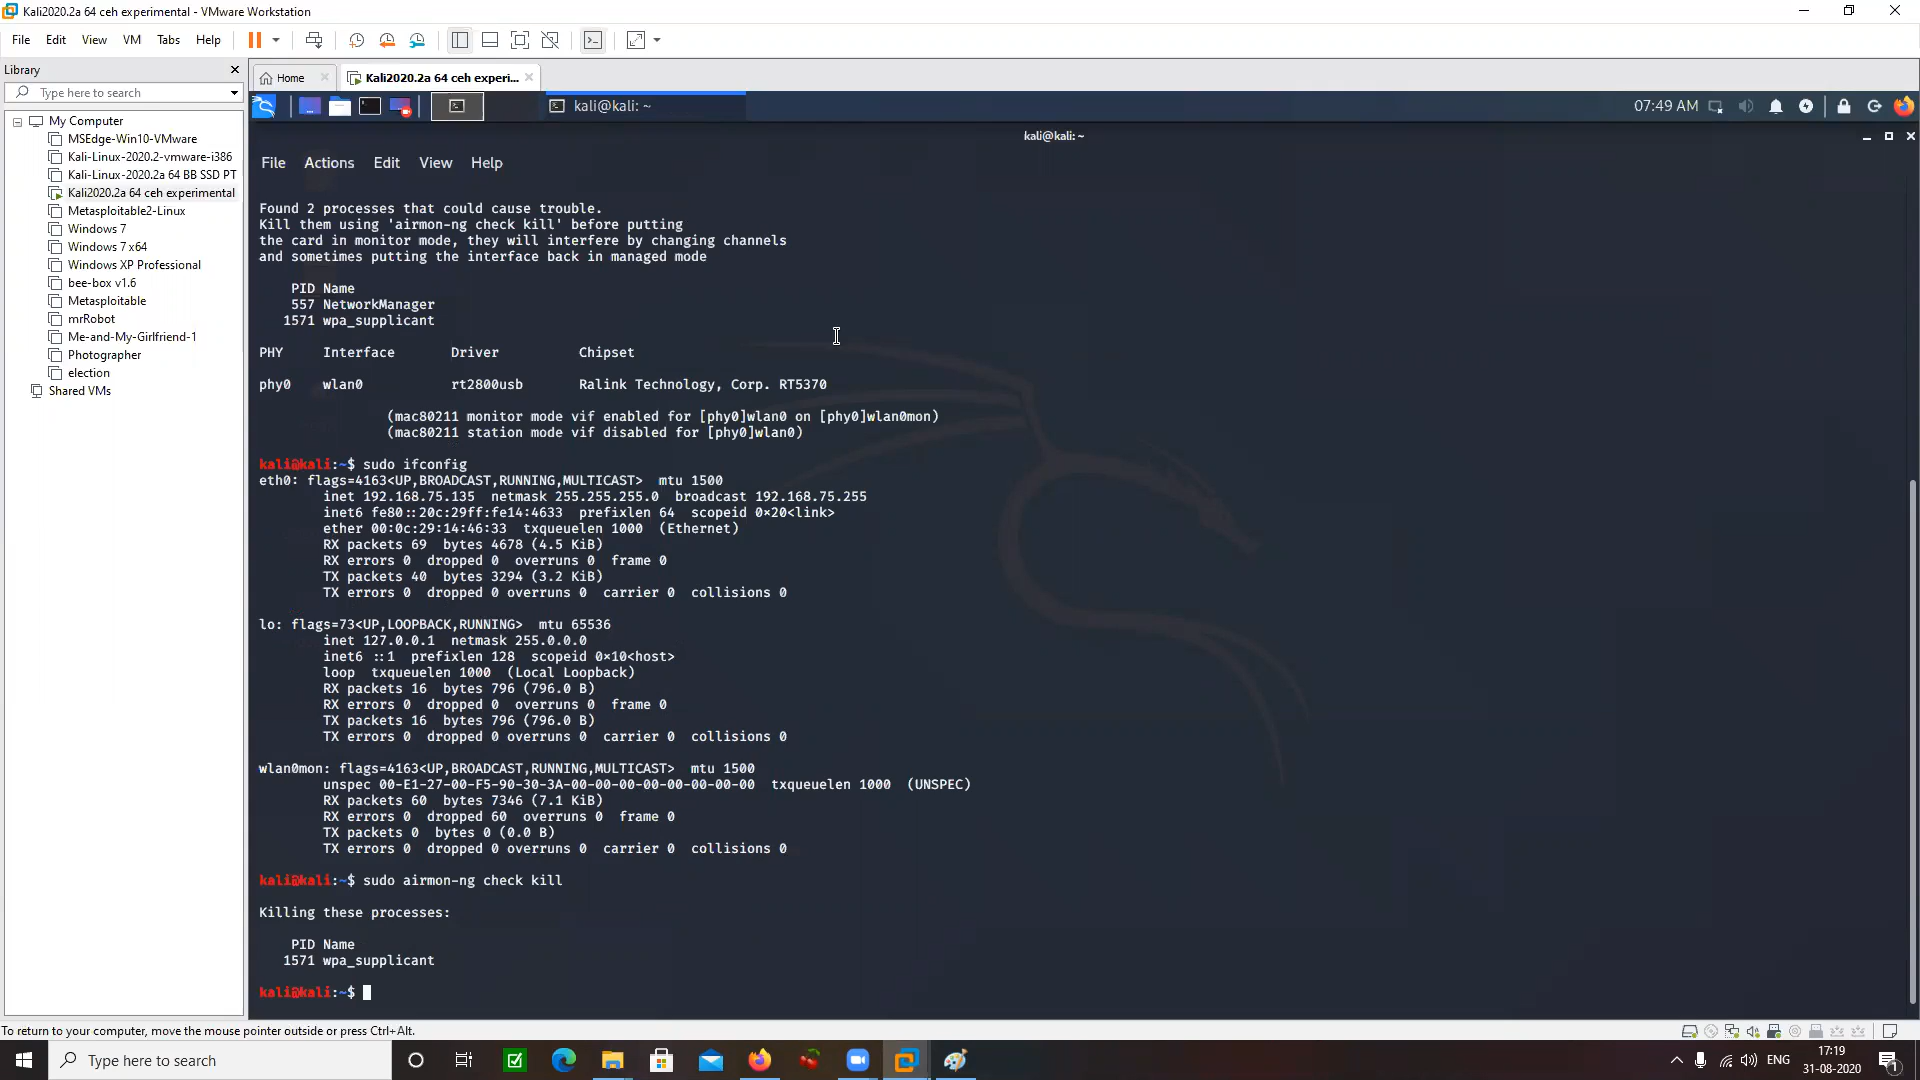 Kali2020.2a 64 ceh experimental - VMware Workstation
File Edit View VM Tabs Help
Library
Type here to search
My Computer
MSEdge-Win10-VMware
Kali-Linux-2020.2-vmware-i386
Kali-Linux-2020.2a 64 BB SSD PT
Kali2020.2a 64 ceh experimental
Metasploitable2-Linux
Windows 7
Windows 7 x64
Windows XP Professional
bee-box v1.6
Metasploitable
mrRobot
Me-and-My-Girlfriend-1
Photographer
election
Shared VMs
Home
Kali2020.2a 64 ceh experi...
kali@kali: ~
07:49 AM
kali@kali: ~
File Actions Edit View Help
Found 2 processes that could cause trouble.
Kill them using 'airmon-ng check kill' before putting
the card in monitor mode, they will interfere by changing channels
and sometimes putting the interface back in managed mode
PID Name
557 NetworkManager
1571 wpa_supplicant
PHY Interface Driver Chipset
phy0 wlan0 rt2800usb Ralink Technology, Corp. RT5370
(mac80211 monitor mode vif enabled for [phy0]wlan0 on [phy0]wlan0mon)
(mac80211 station mode vif disabled for [phy0]wlan0)
kali@kali:~$ sudo ifconfig
eth0: flags=4163<UP,BROADCAST,RUNNING,MULTICAST> mtu 1500
inet 192.168.75.135 netmask 255.255.255.0 broadcast 192.168.75.255
inet6 fe80::20c:29ff:fe14:4633 prefixlen 64 scopeid 0×20<link>
ether 00:0c:29:14:46:33 txqueuelen 1000 (Ethernet)
RX packets 69 bytes 4678 (4.5 KiB)
RX errors 0 dropped 0 overruns 0 frame 0
TX packets 40 bytes 3294 (3.2 KiB)
TX errors 0 dropped 0 overruns 0 carrier 0 collisions 0
lo: flags=73<UP,LOOPBACK,RUNNING> mtu 65536
inet 127.0.0.1 netmask 255.0.0.0
inet6 ::1 prefixlen 128 scopeid 0×10<host>
loop txqueuelen 1000 (Local Loopback)
RX packets 16 bytes 796 (796.0 B)
RX errors 0 dropped 0 overruns 0 frame 0
TX packets 16 bytes 796 (796.0 B)
TX errors 0 dropped 0 overruns 0 carrier 0 collisions 0
wlan0mon: flags=4163<UP,BROADCAST,RUNNING,MULTICAST> mtu 1500
unspec 00-E1-27-00-F5-90-30-3A-00-00-00-00-00-00-00-00 txqueuelen 1000 (UNSPEC)
RX packets 60 bytes 7346 (7.1 KiB)
RX errors 0 dropped 60 overruns 0 frame 0
TX packets 0 bytes 0 (0.0 B)
TX errors 0 dropped 0 overruns 0 carrier 0 collisions 0
kali@kali:~$ sudo airmon-ng check kill
Killing these processes:
PID Name
1571 wpa_supplicant
kali@kali:~$
To return to your computer, move the mouse pointer outside or press Ctrl+Alt.
Type here to search
ENG
17:19
31-08-2020
1